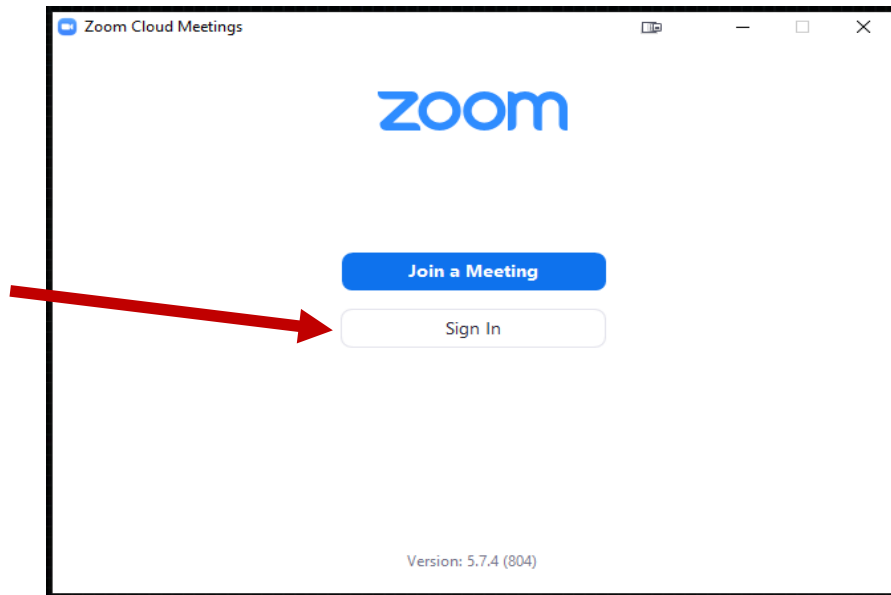 Zoom Cloud Meetings
zoom
Join a Meeting
Sign In
Version: 5.7.4 (804)